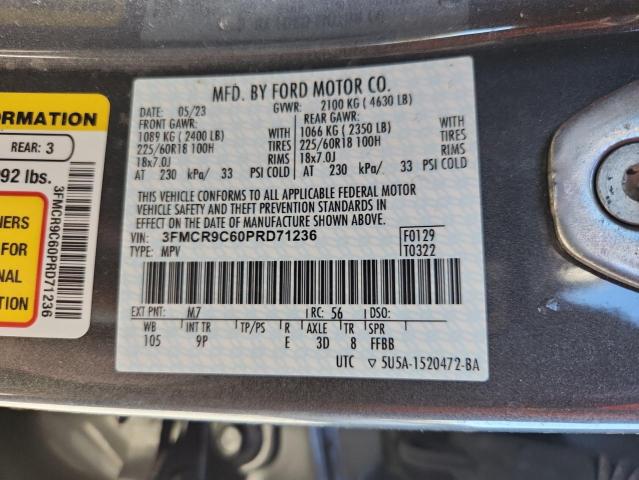 MFD. BY FORD MOTOR CO.
DATE: 05/23 GVWR: 2100 KG ( 4630 LB)
FRONT GAWR: REAR GAWR:
1089 KG ( 2400 LB) 1066 KG ( 2350 LB)
225/60R18 100H TIRES 225/60R18 100H TIRES
18x7.0J RIMS 18x7.0J RIMS
AT 230 kPa/ 33 PSI COLD AT 230 kPa/ 33 PSI COLD
THIS VEHICLE CONFORMS TO ALL APPLICABLE FEDERAL MOTOR
VEHICLE SAFETY AND THEFT PREVENTION STANDARDS IN
EFFECT ON THE DATE OF MANUFACTURE SHOWN ABOVE.
VIN: 3FMCR9C60PRD71236 F0129
TYPE: MPV T0322
EXT PNT: M7 RC: 56 DSO:
WB INT TR TP/PS R AXLE TR SPR
105 9P E 3D 8 FFBB
UTC ▽ 5U5A-1520472-BA
ORMATION
REAR: 3
92 lbs.
NERS
FOR
NAL
TION
3FMCR9C60PRD71236